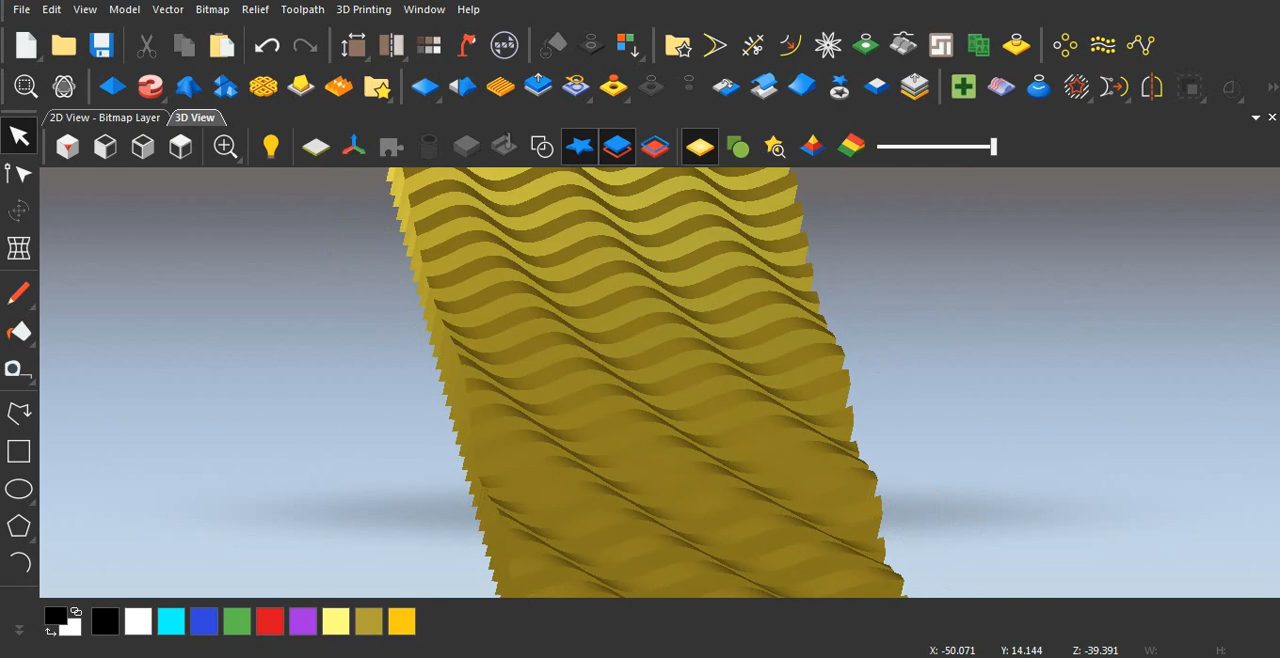 File Edit View Model Vector Bitmap Relief Toolpath 3D Printing Window Help
2D View - Bitmap Layer 3D View
X: -50.071 Y: 14.144 Z: -39.391 W: H: